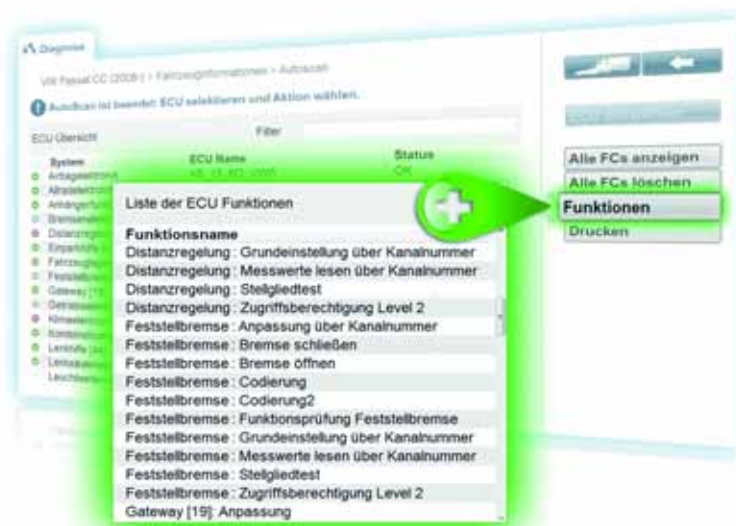 Diagnose
VW Passat CC (2008-) > Fahrzeuginformationen > Autoscan
AutoScan ist beendet: ECU selektieren und Aktion wählen.
ECU Übersicht
Filter
System
ECU Name
Status
OK
Alle FCs anzeigen
Alle FCs löschen
Funktionen
Drucken
Liste der ECU Funktionen
Funktionsname
Distanzregelung : Grundeinstellung über Kanalnummer
Distanzregelung : Messwerte lesen über Kanalnummer
Distanzregelung : Stellgliedtest
Distanzregelung : Zugriffsberechtigung Level 2
Feststellbremse : Anpassung über Kanalnummer
Feststellbremse : Bremse schließen
Feststellbremse : Bremse öffnen
Feststellbremse : Codierung
Feststellbremse : Codierung2
Feststellbremse : Funktionsprüfung Feststellbremse
Feststellbremse : Grundeinstellung über Kanalnummer
Feststellbremse : Messwerte lesen über Kanalnummer
Feststellbremse : Stellgliedtest
Feststellbremse : Zugriffsberechtigung Level 2
Gateway [19]: Anpassung